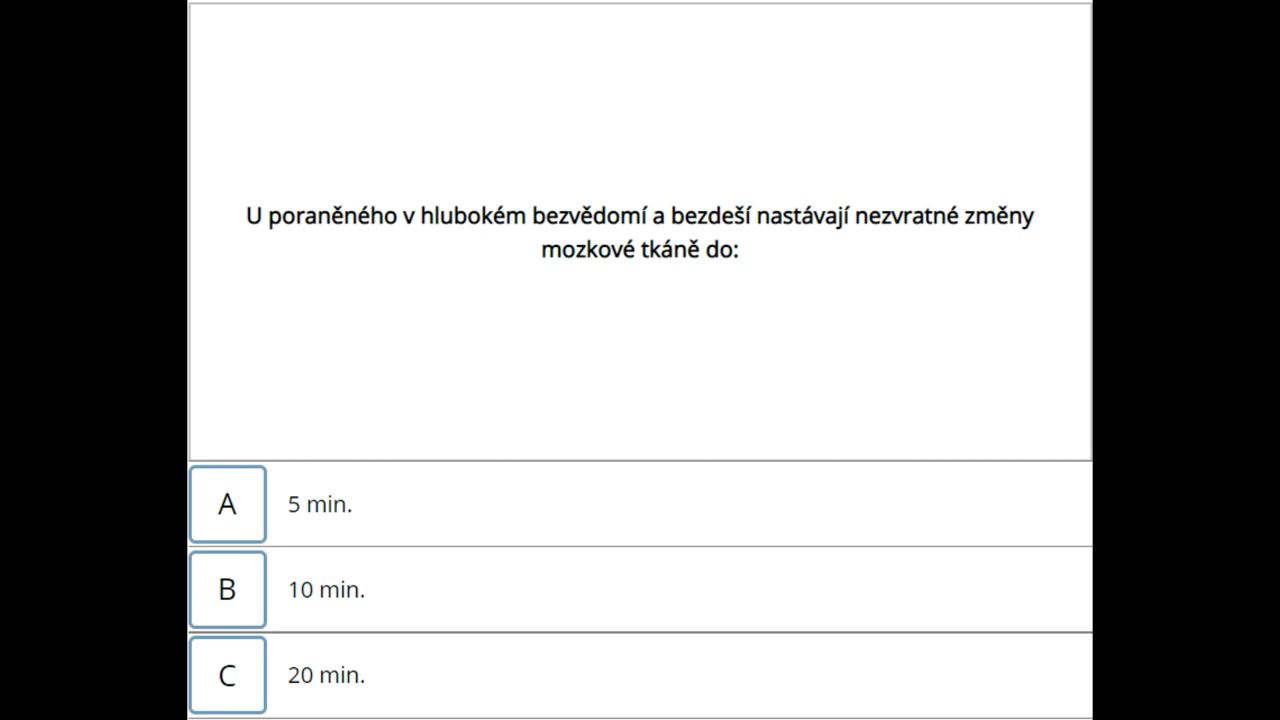 U poraněného v hlubokém bezvědomí a bezdeší nastávají nezvratné změny
mozkové tkáně do:
A 5 min.
B 10 min.
C 20 min.